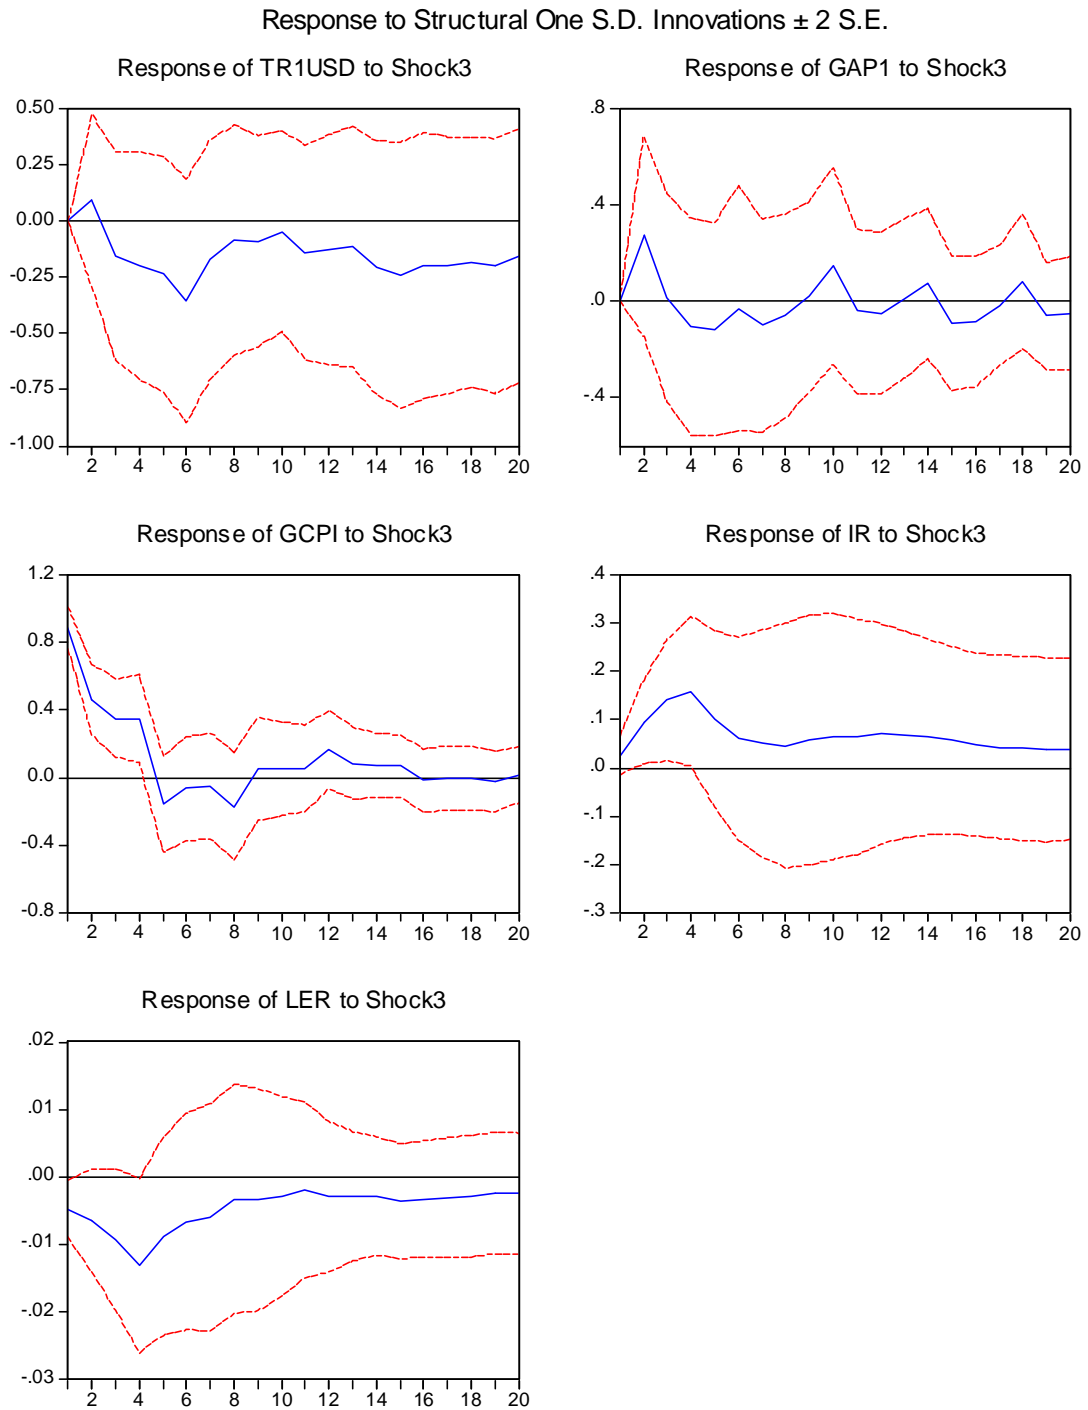 Response to Structural One S.D. Innovations ± 2 S.E.
Response of TR1USD to Shock3
0.50
0.25
0.00
-0.25
-0.50
-0.75
-1.00
2 4 6 8 10 12 14 16 18 20
Response of GAP1 to Shock3
.8
.4
.0
-.4
2 4 6 8 10 12 14 16 18 20
Response of GCPI to Shock3
1.2
0.8
0.4
0.0
-0.4
-0.8
2 4 6 8 10 12 14 16 18 20
Response of IR to Shock3
.4
.3
.2
.1
.0
-.1
-.2
-.3
2 4 6 8 10 12 14 16 18 20
Response of LER to Shock3
.02
.01
.00
-.01
-.02
-.03
2 4 6 8 10 12 14 16 18 20